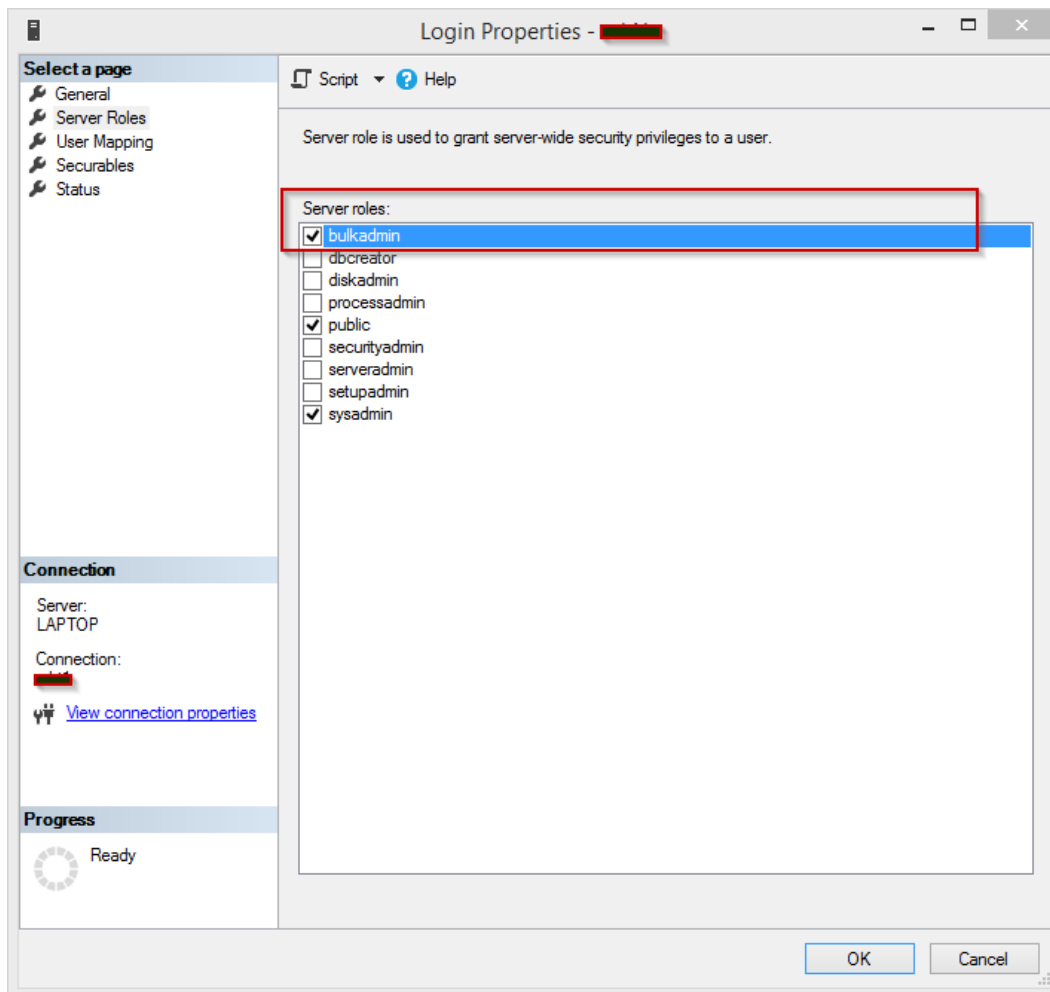 Login Properties -
Select a page
General
Server Roles
User Mapping
Securables
Status
Script Help
Server role is used to grant server-wide security privileges to a user.
Server roles:
bulkadmin
dbcreator
diskadmin
processadmin
public
securityadmin
serveradmin
setupadmin
sysadmin
Connection
Server:
LAPTOP
Connection:
View connection properties
Progress
Ready
OK Cancel